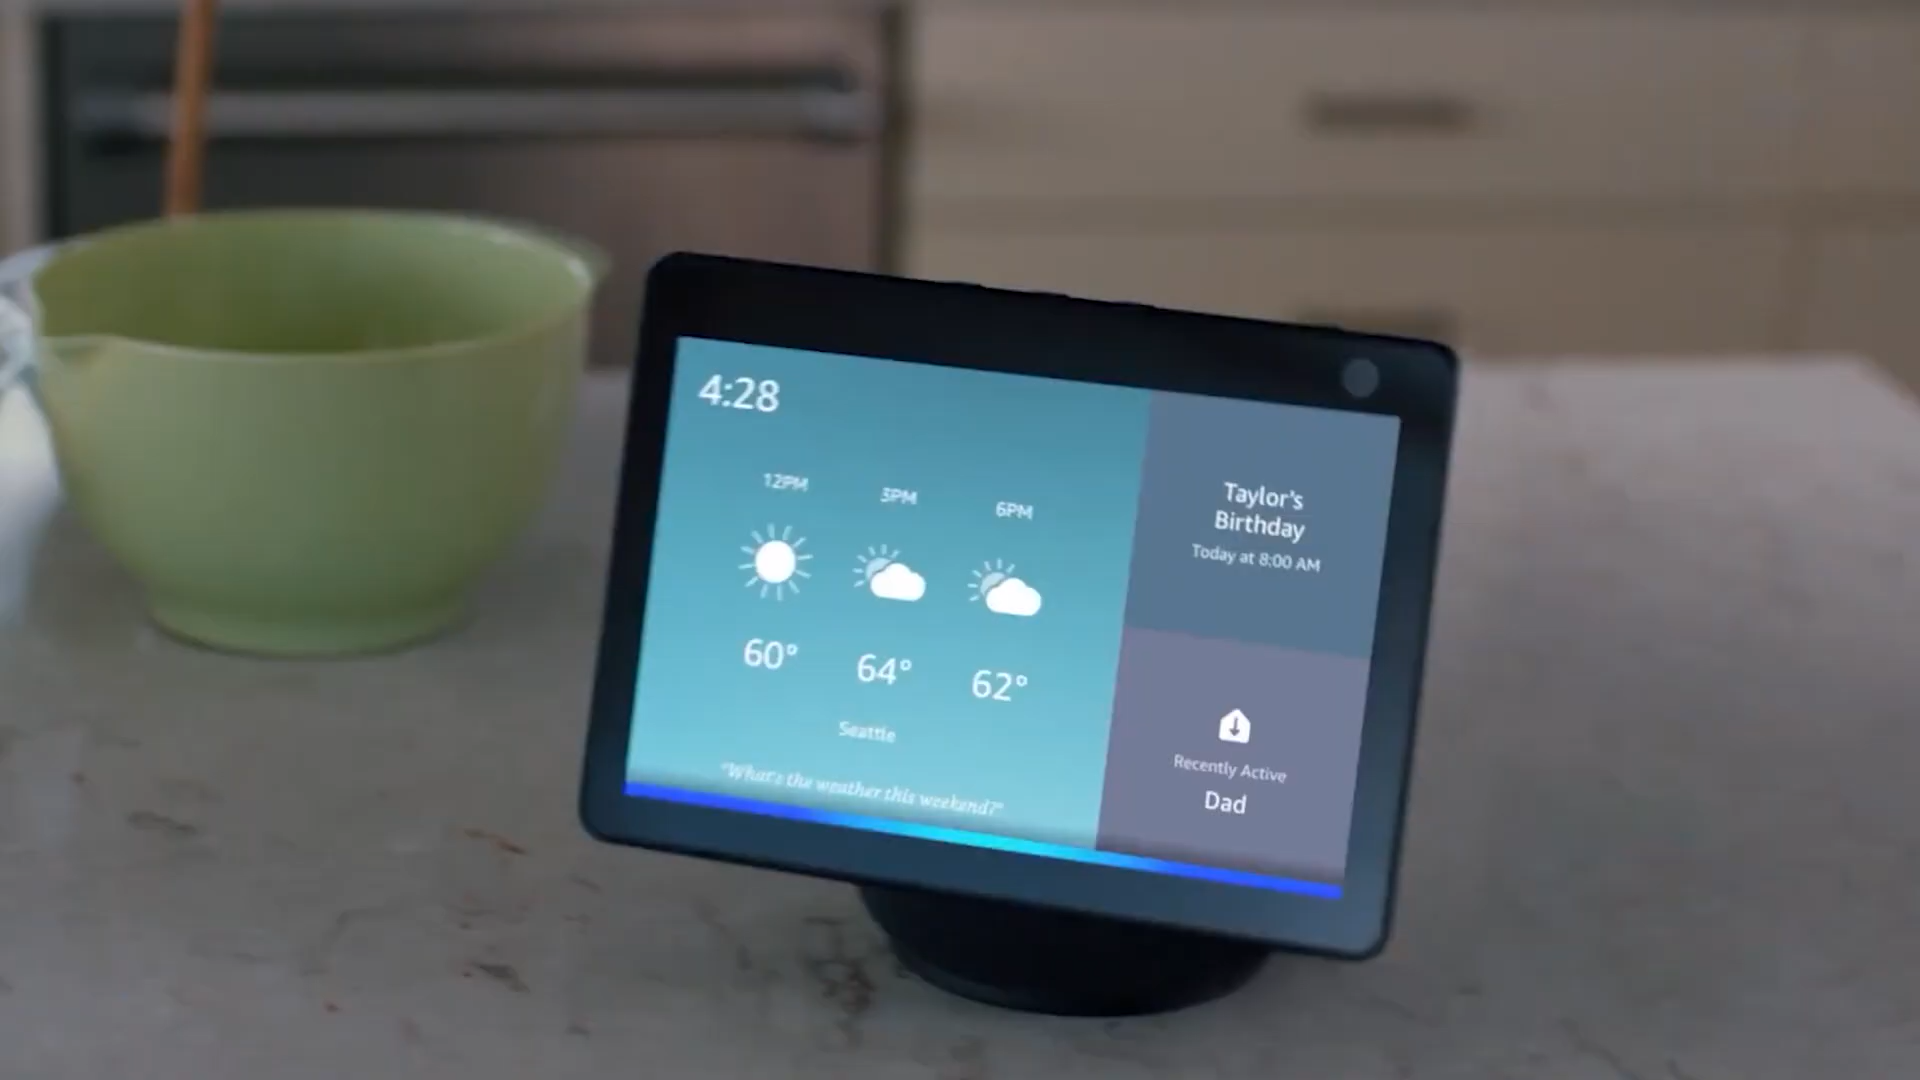 4:28
12PM 3PM 6PM
60° 64° 62°
Seattle
"What's the weather this weekend?"
Taylor's
Birthday
Today at 8:00 AM
Recently Active
Dad